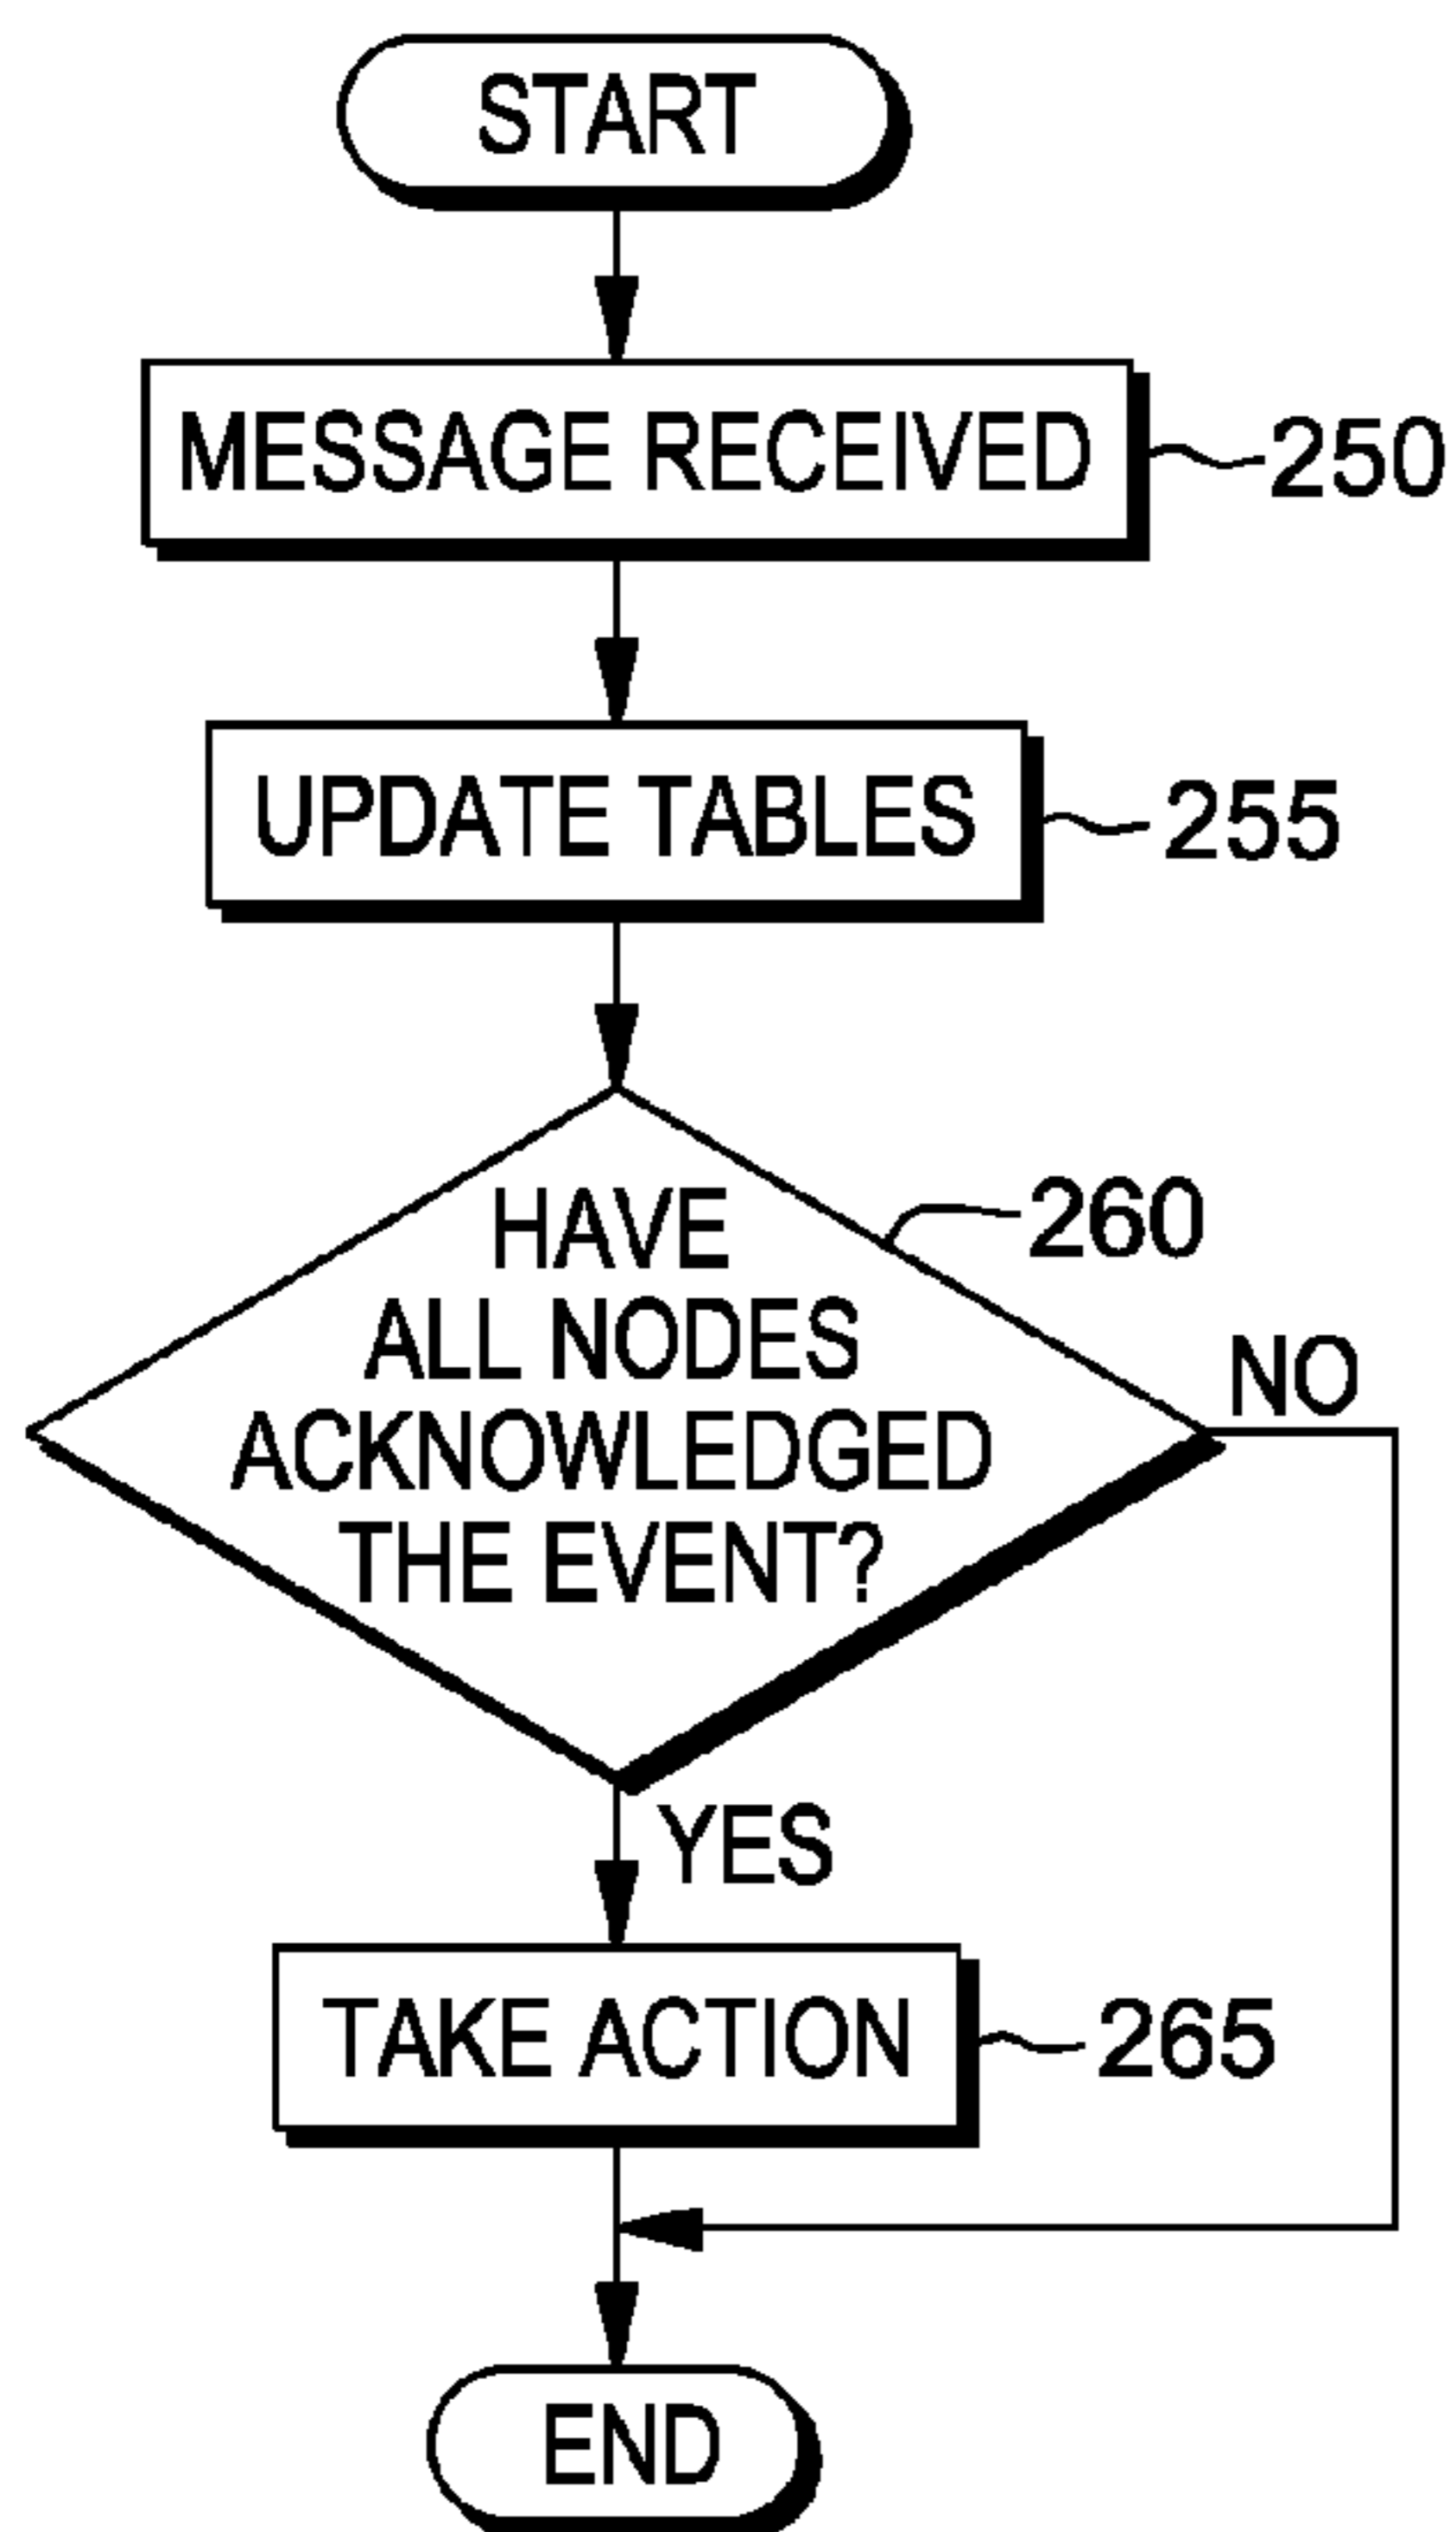 START
MESSAGE RECEIVED
250
UPDATE TABLES
255
HAVE
ALL NODES
ACKNOWLEDGED
THE EVENT?
260
NO
YES
TAKE ACTION
265
END